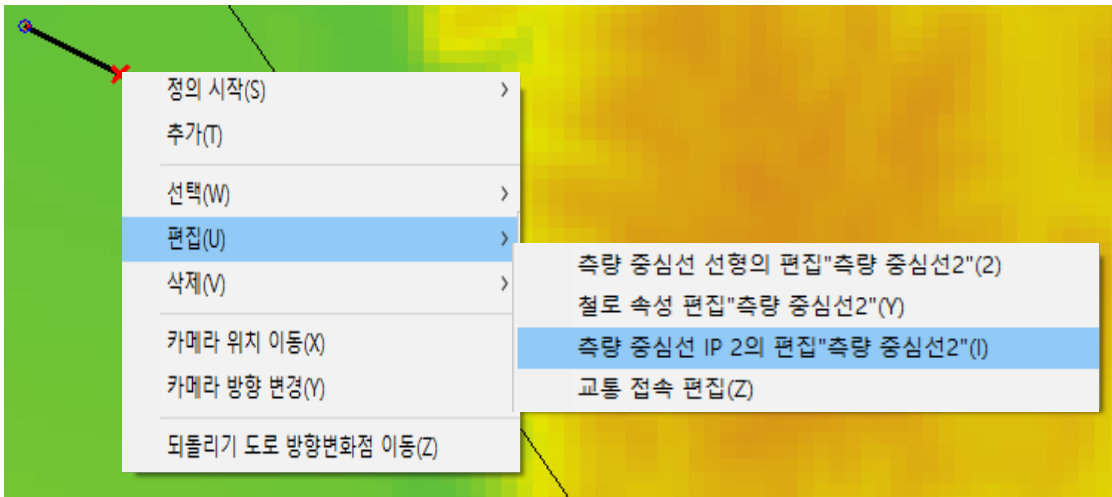 정의 시작(S)
추가(T)
선택(W)
편집(U)
삭제(V)
카메라 위치 이동(X)
카메라 방향 변경(Y)
되돌리기 도로 방향변화점 이동(Z)
측량 중심선 선형의 편집"측량 중심선2"(2)
철로 속성 편집"측량 중심선2"(Y)
측량 중심선 IP 2의 편집"측량 중심선2"(I)
교통 접속 편집(Z)